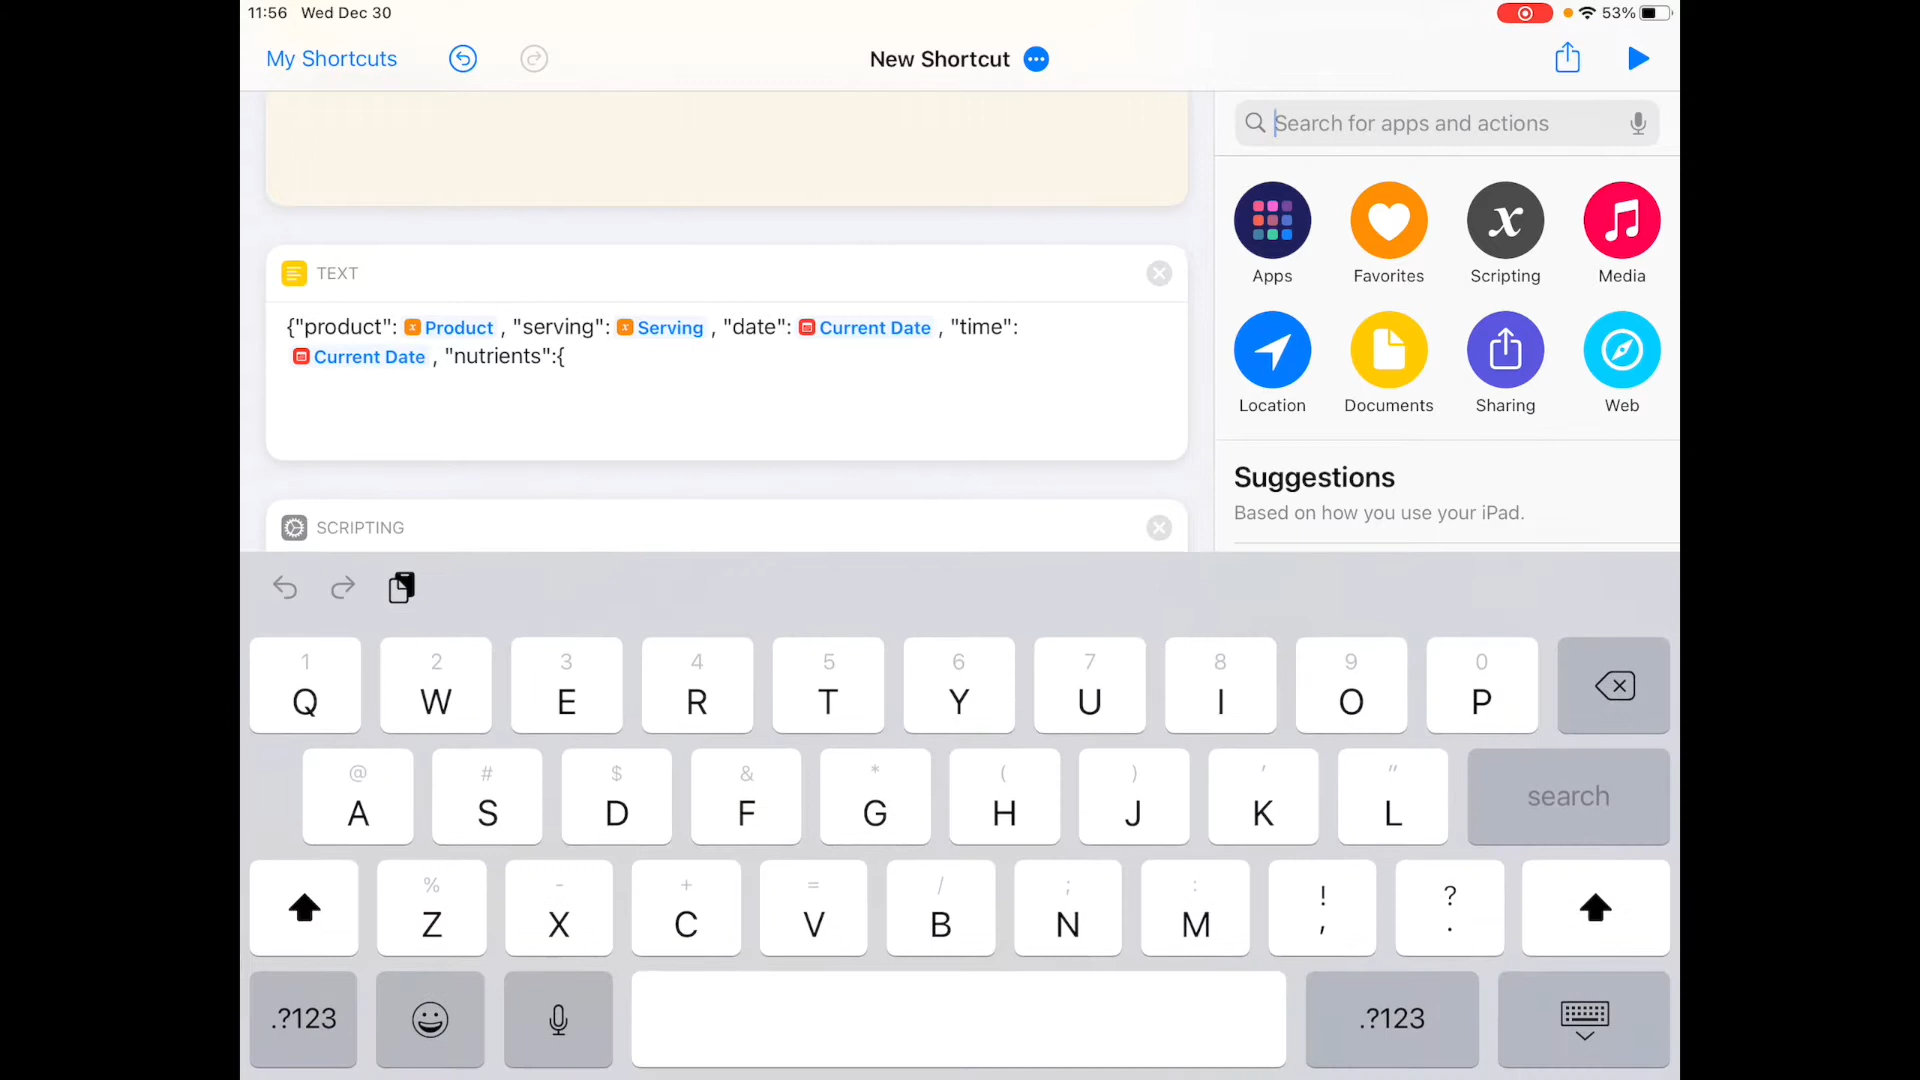 11:56 Wed Dec 30
53%
My Shortcuts
New Shortcut
Search for apps and actions
Apps
Favorites
Scripting
Media
Location
Documents
Sharing
Web
Suggestions
Based on how you use your iPad.
TEXT
{"product": Product , "serving": Serving , "date": Current Date , "time":
Current Date , "nutrients":{
SCRIPTING
1 2 3 4 5 6 7 8 9 0
Q W E R T Y U I O P
@ # $ & * ( ) ' "
A S D F G H J K L search
% - + = / ; : ! ?
Z X C V B N M , .
.?123 .?123